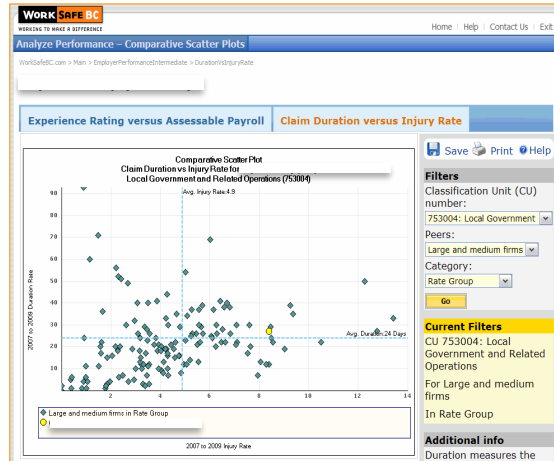 WORK SAFE BC
WORKING TO MAKE A DIFFERENCE
Home | Help | Contact Us | Exit
Analyze Performance – Comparative Scatter Plots
WorkSafeBC.com > Main > EmployerPerformanceIntermediate > DurationVsInjuryRate
Experience Rating versus Assessable Payroll
Claim Duration versus Injury Rate
Save Print Help
Comparative Scatter Plot
Claim Duration vs Injury Rate for
Local Government and Related Operations (753004)
Avg. Injury Rate:4.9
90
80
70
60
50
40
30
20
10
2007 to 2009 Duration Rate
Avg. Duration:24 Days
2 4 6 8 10 12 14
Large and medium firms in Rate Group
2007 to 2009 Injury Rate
Filters
Classification Unit (CU)
number:
753004: Local Government
Peers:
Large and medium firms
Category:
Rate Group
Go
Current Filters
CU 753004: Local
Government and Related
Operations
For Large and medium
firms
In Rate Group
Additional info
Duration measures the